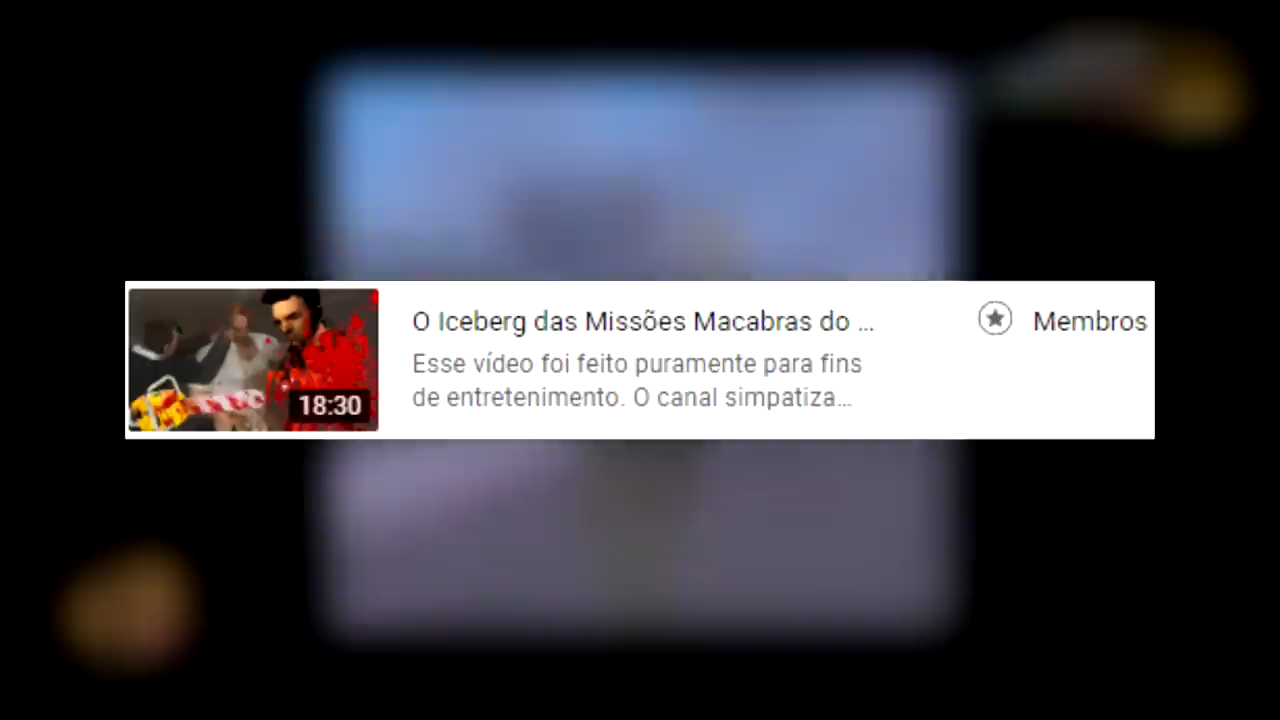 O Iceberg das Missões Macabras do ...
Membros
Esse vídeo foi feito puramente para fins
de entretenimento. O canal simpatiza...
18:30